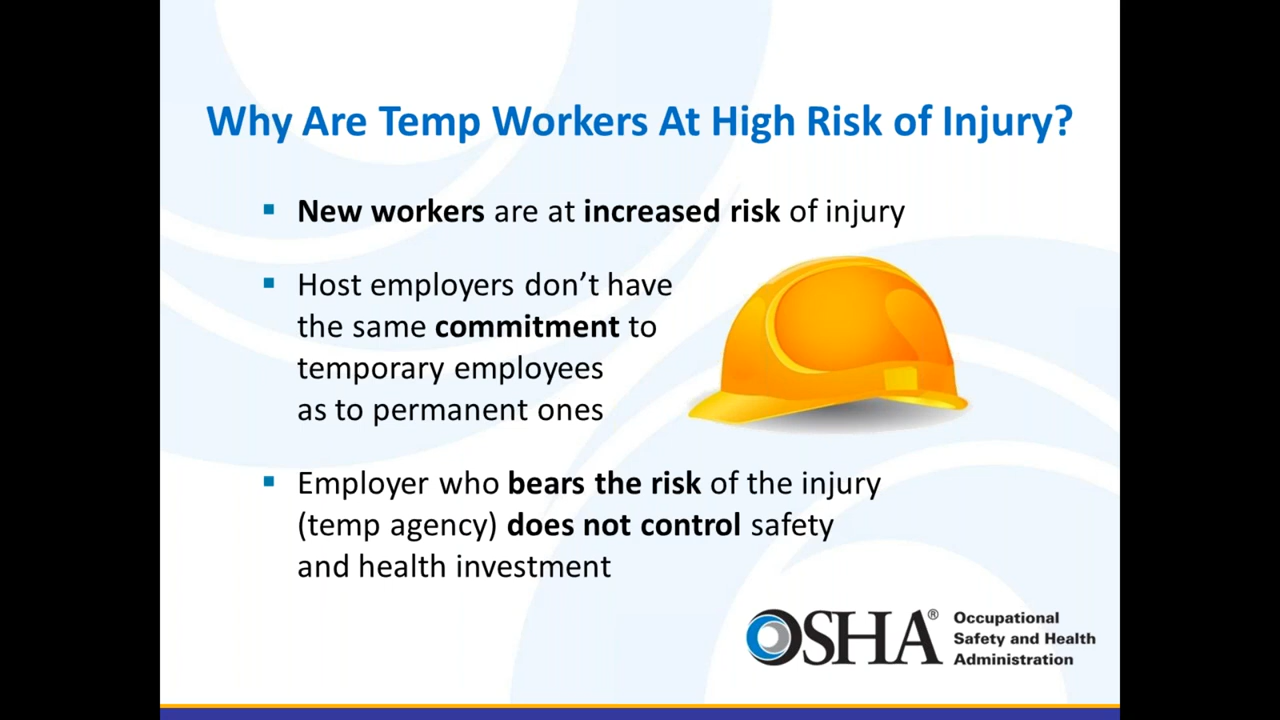 Why Are Temp Workers At High Risk of Injury?
▪ New workers are at increased risk of injury
▪ Host employers don’t have
the same commitment to
temporary employees
as to permanent ones
▪ Employer who bears the risk of the injury
(temp agency) does not control safety
and health investment
OSHA®
Occupational
Safety and Health
Administration